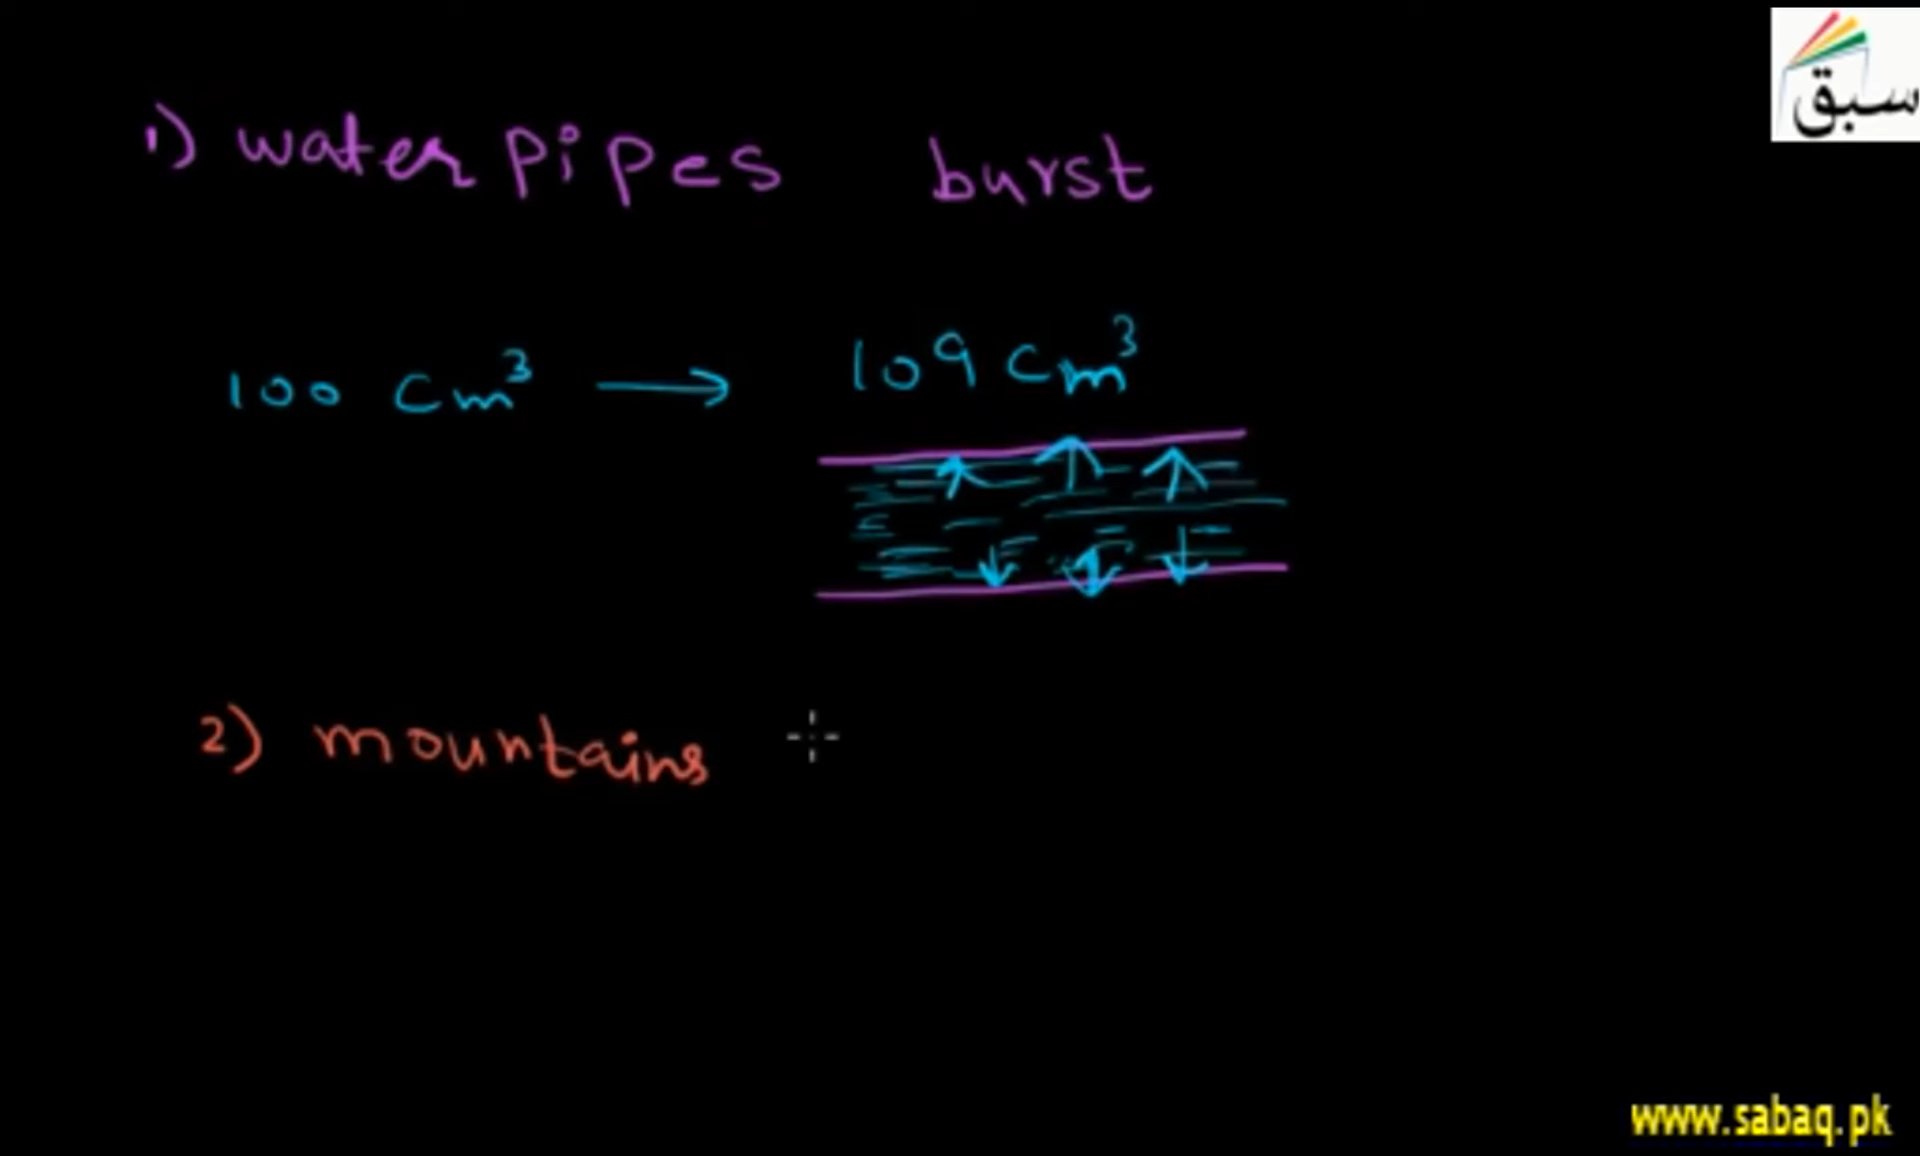 سبق
1) water pipes burst
100 cm³ → 109 cm³
2) mountains
www.sabaq.pk